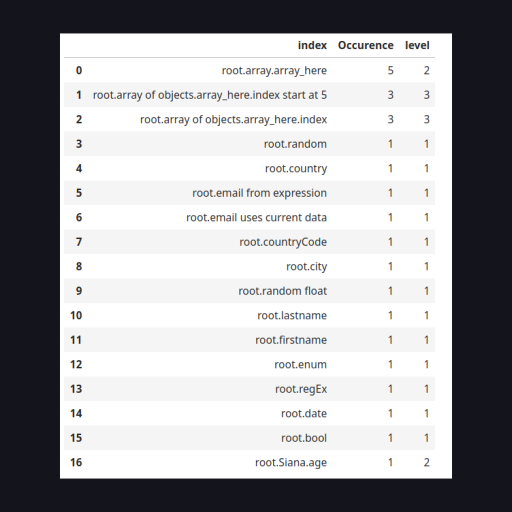 index Occurence level
0 root.array.array_here 5 2
1 root.array of objects.array_here.index start at 5 3 3
2 root.array of objects.array_here.index 3 3
3 root.random 1 1
4 root.country 1 1
5 root.email from expression 1 1
6 root.email uses current data 1 1
7 root.countryCode 1 1
8 root.city 1 1
9 root.random float 1 1
10 root.lastname 1 1
11 root.firstname 1 1
12 root.enum 1 1
13 root.regEx 1 1
14 root.date 1 1
15 root.bool 1 1
16 root.Siana.age 1 2